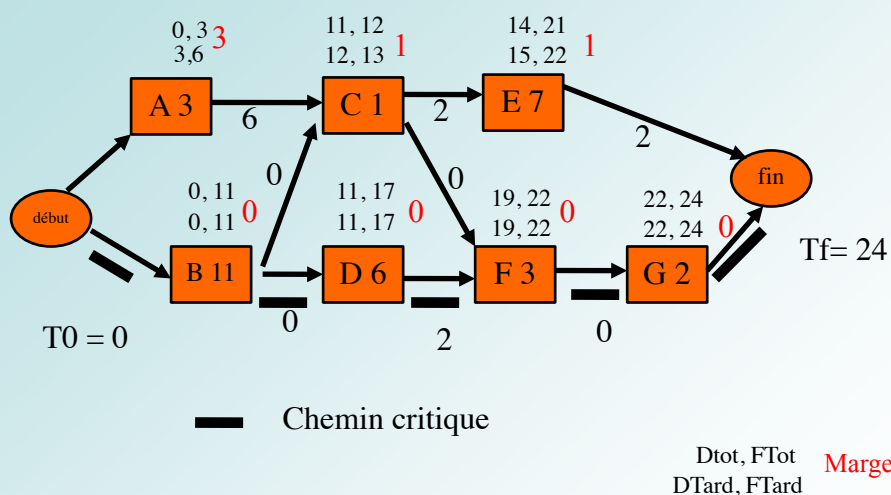 0, 3
3,6
3
11, 12
12, 13
1
14, 21
15, 22
1
A 3
6
C 1
2
E 7
2
fin
début
0, 11
0, 11
0
0
11, 17
11, 17
0
0
19, 22
19, 22
0
22, 24
22, 24
0
Tf= 24
B 11
0
D 6
2
F 3
0
G 2
T0 = 0
Chemin critique
Dtot, FTot
DTard, FTard
Marge